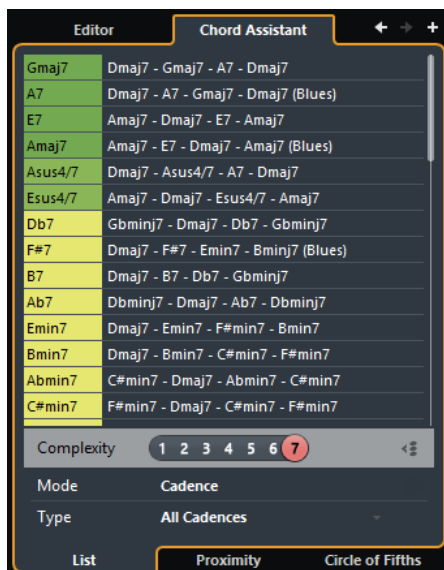 Editor Chord Assistant
Gmaj7 Dmaj7 - Gmaj7 - A7 - Dmaj7
A7 Dmaj7 - A7 - Gmaj7 - Dmaj7 (Blues)
E7 Amaj7 - Dmaj7 - E7 - Amaj7
Amaj7 Amaj7 - E7 - Dmaj7 - Amaj7 (Blues)
Asus4/7 Dmaj7 - Asus4/7 - A7 - Dmaj7
Esus4/7 Amaj7 - Dmaj7 - Esus4/7 - Amaj7
Db7 Gbminj7 - Dmaj7 - Db7 - Gbminj7
F#7 Dmaj7 - F#7 - Emin7 - Bminj7 (Blues)
B7 Dmaj7 - B7 - Db7 - Gbminj7
Ab7 Dbminj7 - Dmaj7 - Ab7 - Dbminj7
Emin7 Dmaj7 - Emin7 - F#min7 - Bmin7
Bmin7 Dmaj7 - Bmin7 - C#min7 - F#min7
Abmin7 C#min7 - Dmaj7 - Abmin7 - C#min7
C#min7 F#min7 - Dmaj7 - C#min7 - F#min7
Complexity 1 2 3 4 5 6 7
Mode Cadence
Type All Cadences
List Proximity Circle of Fifths